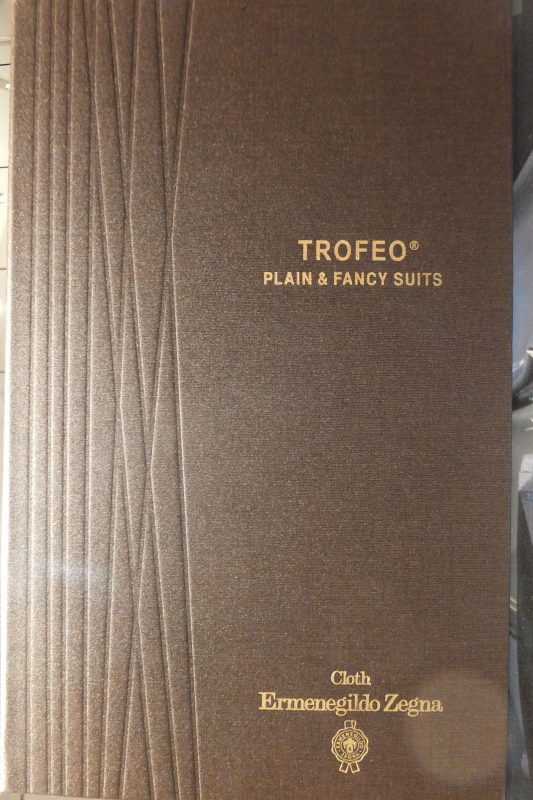 TROFEO®
PLAIN & FANCY SUITS
Cloth
Ermenegildo Zegna